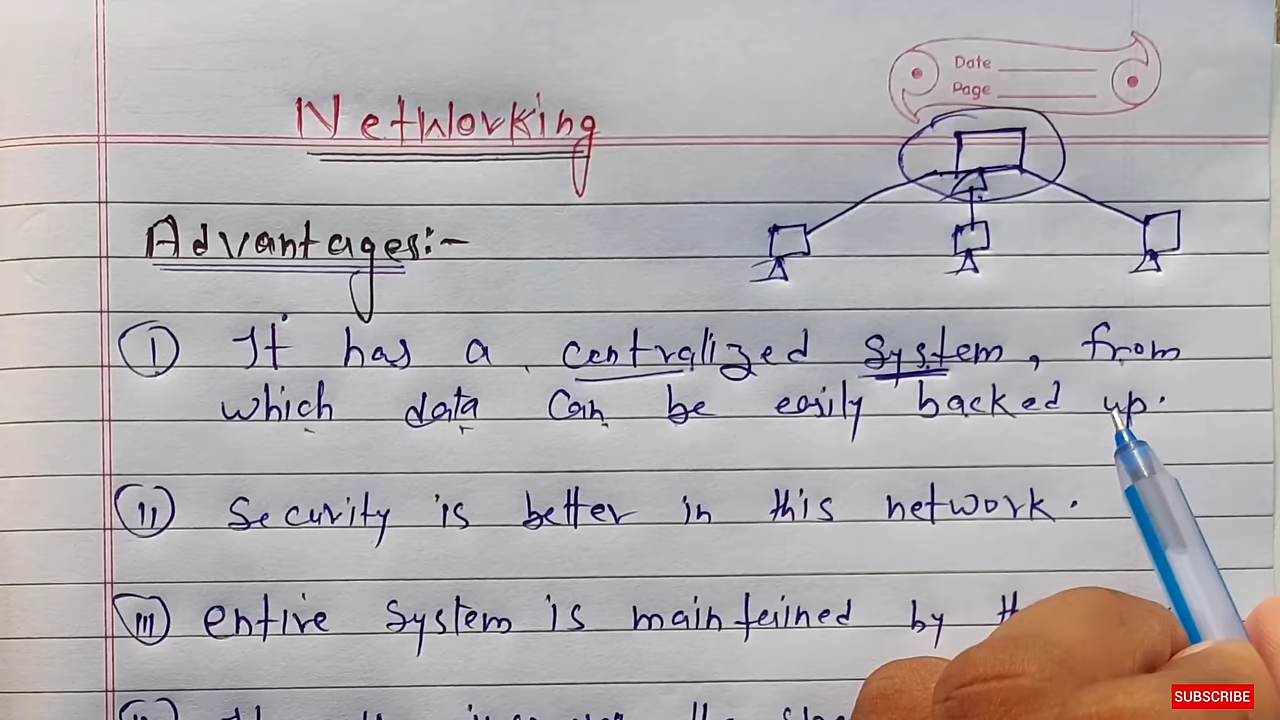 Date
Page
Networking
Advantages:-
(I) It has a centralized system, from
which data can be easily backed up.
(II) Security is better in this network.
(III) entire system is maintained by
the
SUBSCRIBE